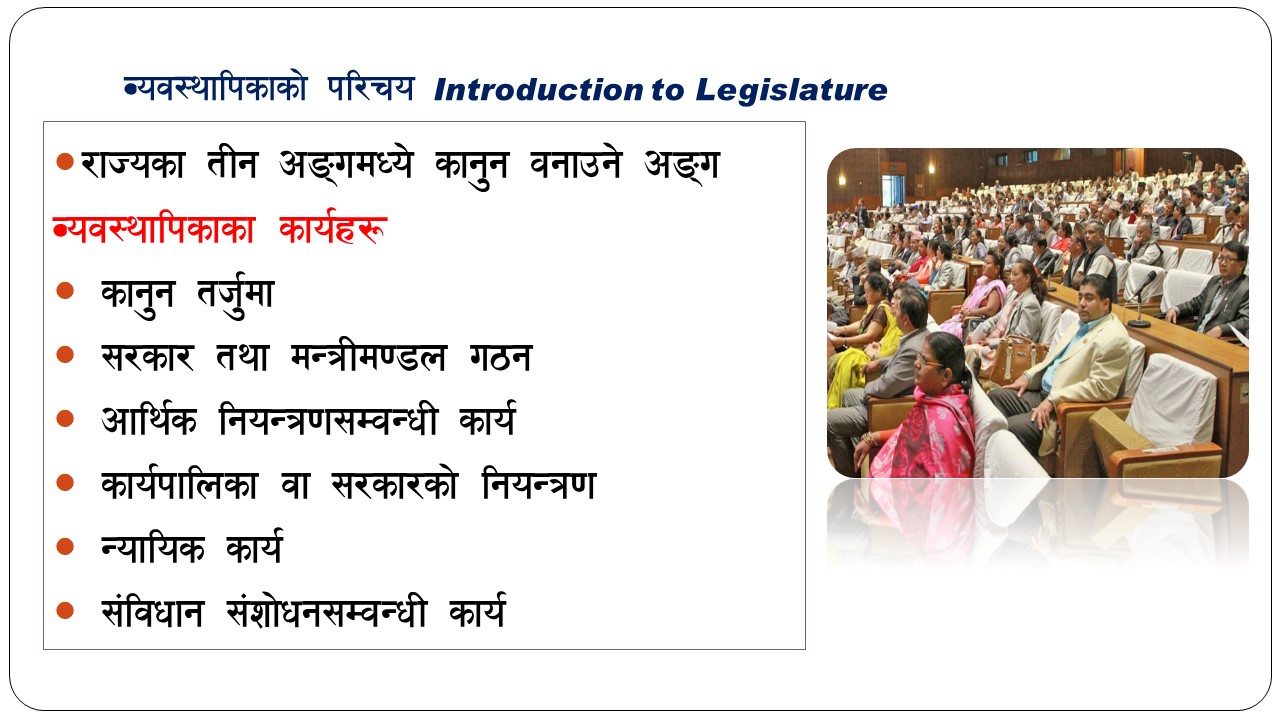 •यवस्थापिकाको परिचय Introduction to Legislature
• राज्यका तीन अङ्गमध्ये कानुन वनाउने अङ्ग
•यवस्थापिकाका कार्यहरू
• कानुन तर्जुमा
• सरकार तथा मन्त्रीमण्डल गठन
• आर्थिक नियन्त्रणसम्वन्धी कार्य
• कार्यपालिका वा सरकारको नियन्त्रण
• न्यायिक कार्य
• संविधान संशोधनसम्वन्धी कार्य